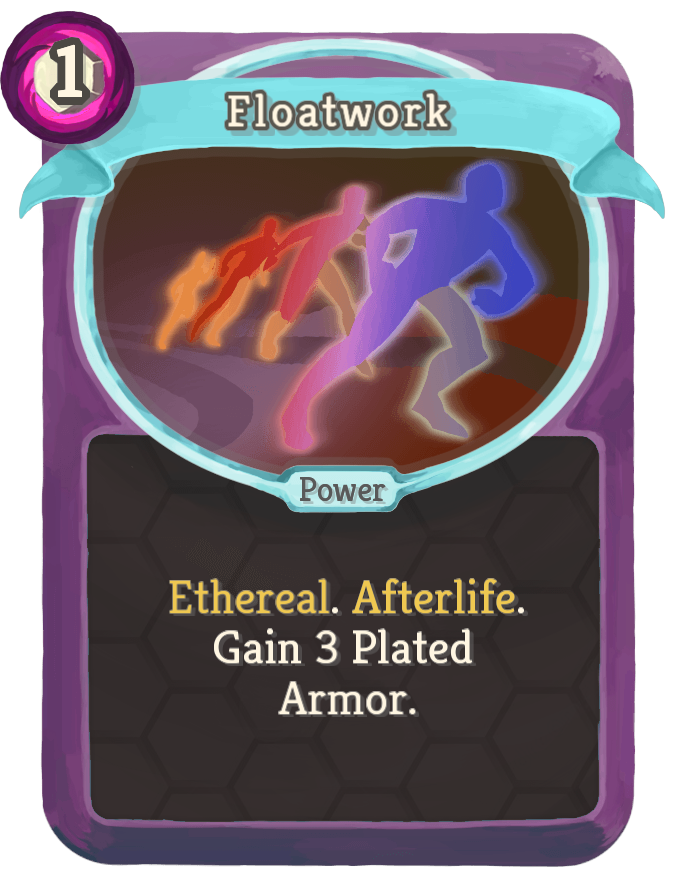 1
Floatwork
Power
Ethereal. Afterlife.
Gain 3 Plated
Armor.